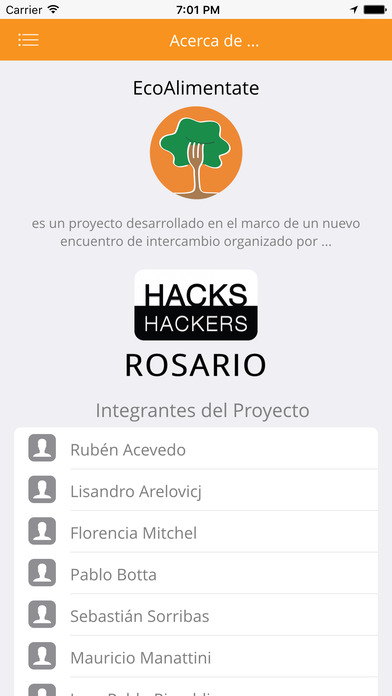 Carrier 7:01 PM
Acerca de ...
EcoAlimentate
es un proyecto desarrollado en el marco de un nuevo
encuentro de intercambio organizado por ...
HACKS
HACKERS
ROSARIO
Integrantes del Proyecto
Rubén Acevedo
Lisandro Arelovicj
Florencia Mitchel
Pablo Botta
Sebastián Sorribas
Mauricio Manattini